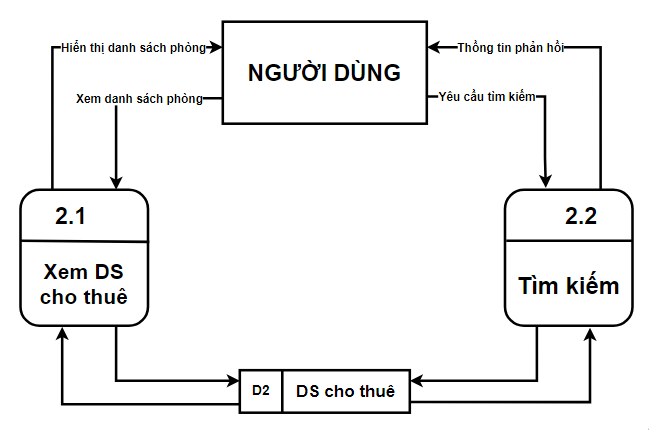 Hiển thị danh sách phòng
Thồng tin phản hồi
NGƯỜI DÙNG
Xem danh sách phòng
Yêu cầu tìm kiếm
2.1
2.2
Xem DS
cho thuê
Tìm kiếm
D2
DS cho thuê